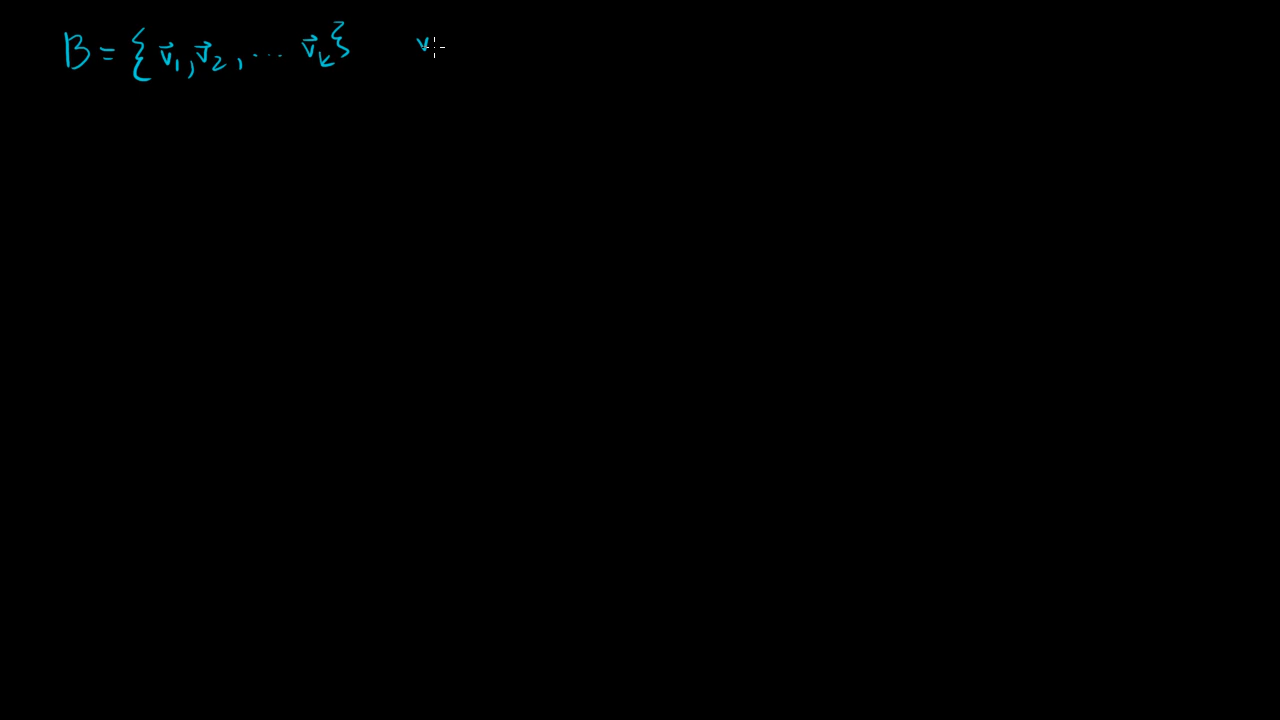 B = { v⃗₁, v⃗₂, ... v⃗ₖ} v